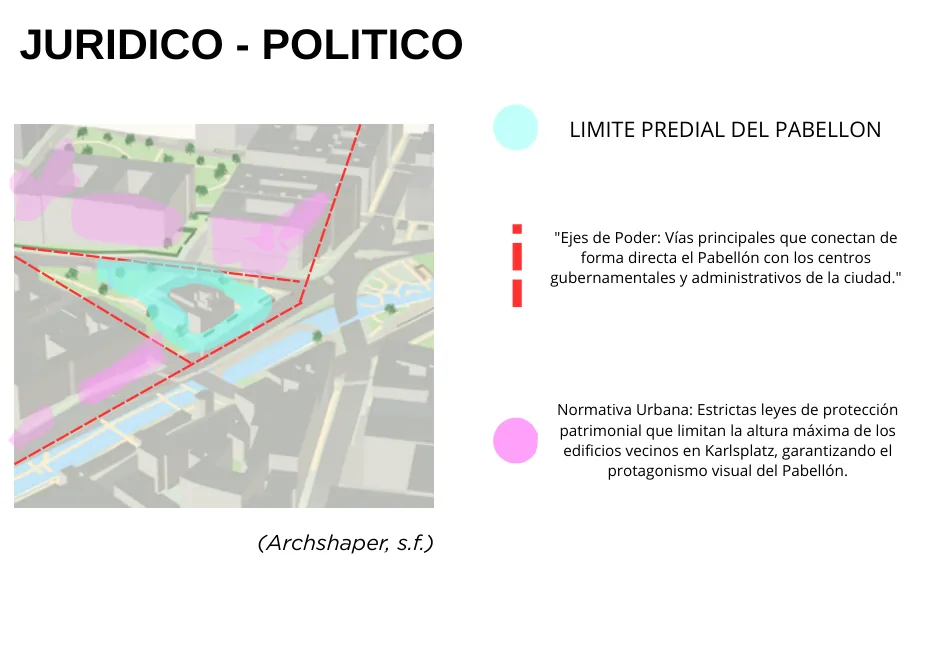 JURIDICO - POLITICO
LIMITE PREDIAL DEL PABELLON
"Ejes de Poder: Vías principales que conectan de
forma directa el Pabellón con los centros
gubernamentales y administrativos de la ciudad."
Normativa Urbana: Estrictas leyes de protección
patrimonial que limitan la altura máxima de los
edificios vecinos en Karlsplatz, garantizando el
protagonismo visual del Pabellón.
(Archshaper, s.f.)